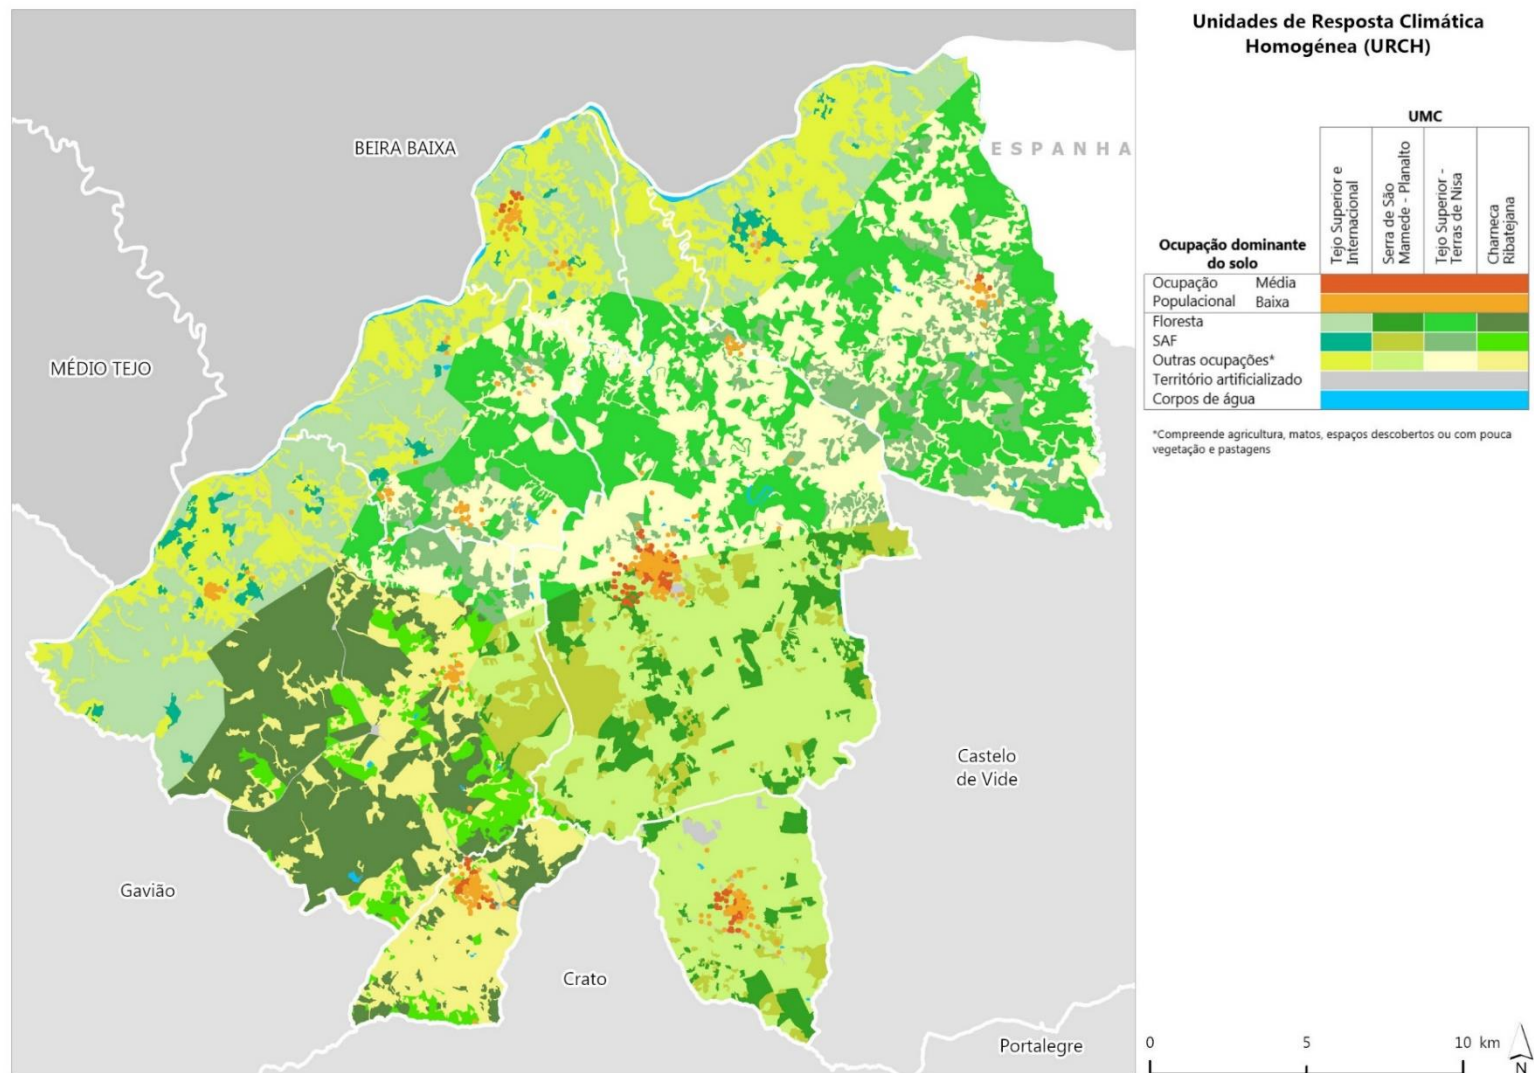 Unidades de Resposta Climática
Homogénea (URCH)
UMC
Tejo Superior e
Internacional
Serra de São
Mamede - Planalto
Tejo Superior -
Terras de Nisa
Charneca
Ribatejana
Ocupação dominante
do solo
Ocupação Média
Populacional Baixa
Floresta
SAF
Outras ocupações*
Território artificializado
Corpos de água
*Compreende agricultura, matos, espaços descobertos ou com pouca
vegetação e pastagens
BEIRA BAIXA
ESPANHA
MÉDIO TEJO
Castelo
de Vide
Gavião
Crato
Portalegre
0 5 10 km
N